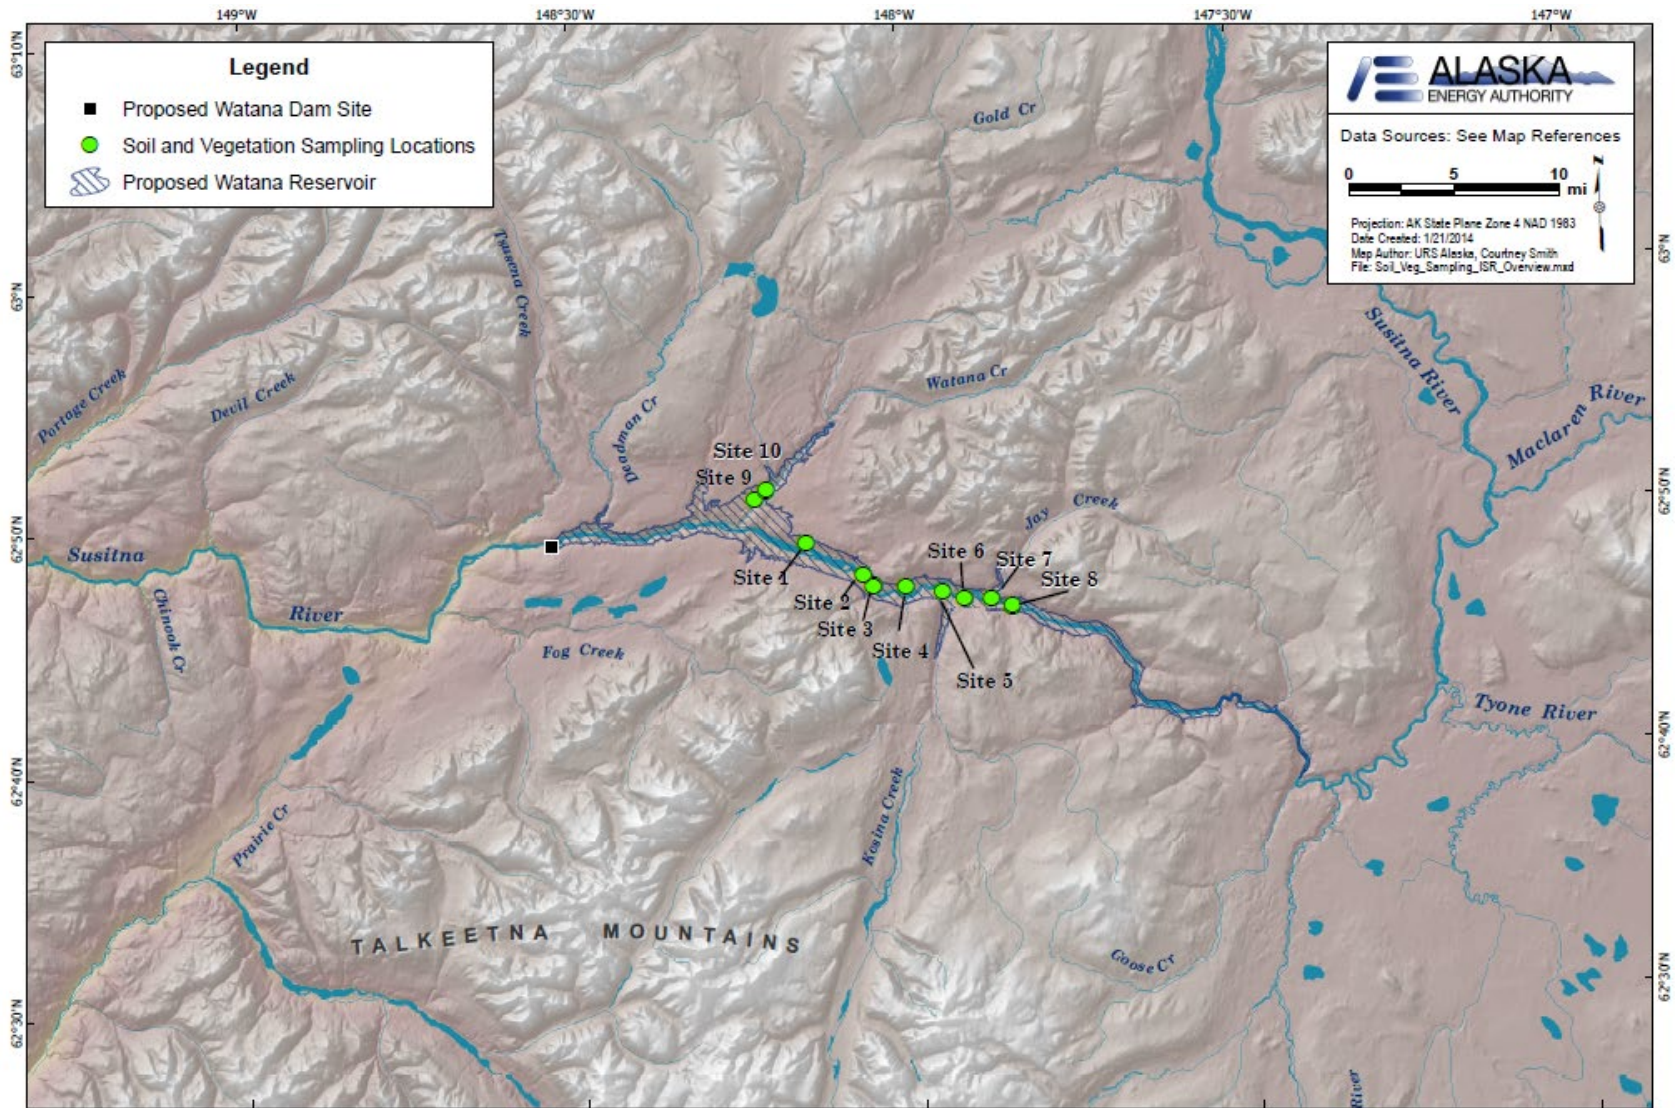 149°W
148°30'W
148°W
147°30'W
147°W
63°10'N
Legend
Proposed Watana Dam Site
Soil and Vegetation Sampling Locations
Proposed Watana Reservoir
ALASKA
ENERGY AUTHORITY
Data Sources: See Map References
0 5 10 mi
N
Projection: AK State Plane Zone 4 NAD 1983
Date Created: 1/21/2014
Map Author: URS Alaska, Courtney Smith
File: Soil_Veg_Sampling_ISR_Overview.mxd
Gold Cr
Tsusena Creek
63°N
63°N
Susitna River
Portage Creek
Devil Creek
Deadman Cr
Watana Cr
Maclaren River
Site 10
Site 9
Jay Creek
62°50'N
62°50'N
Susitna
River
Site 1
Site 2
Site 3
Site 4
Site 5
Site 6
Site 7
Site 8
Chinook Cr
Fog Creek
Tyone River
62°40'N
62°40'N
Prairie Cr
Kosina Creek
TALKEETNA MOUNTAINS
Goose Cr
62°30'N
62°30'N
River